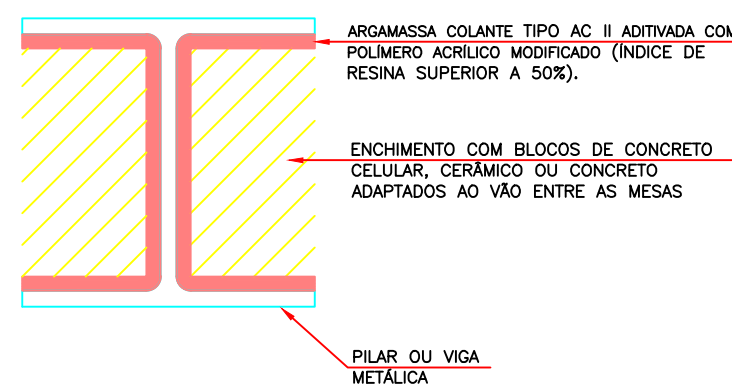 ARGAMASSA COLANTE TIPO AC II ADITIVADA COM
POLÍMERO ACRÍLICO MODIFICADO (ÍNDICE DE
RESINA SUPERIOR A 50%).
ENCHIMENTO COM BLOCOS DE CONCRETO
CELULAR, CERÂMICO OU CONCRETO
ADAPTADOS AO VÃO ENTRE AS MESAS
PILAR OU VIGA
METÁLICA